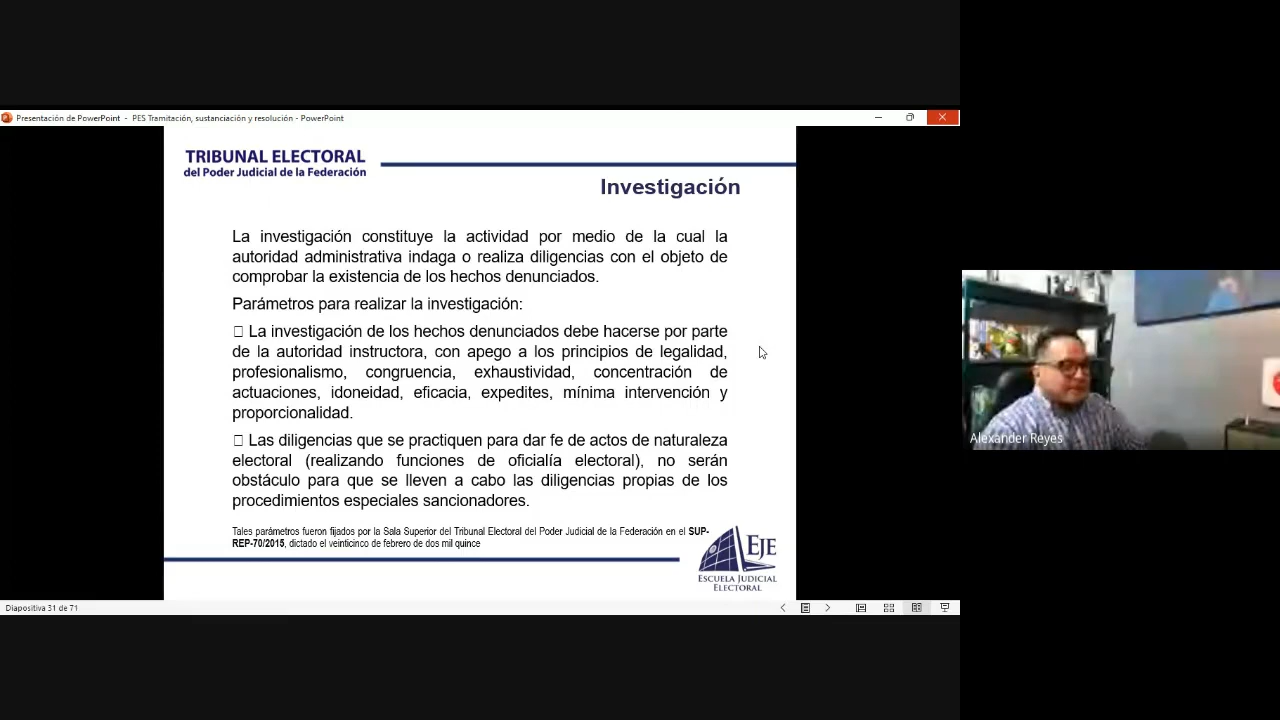 Presentación de PowerPoint - PES Tramitación, sustanciación y resolución - PowerPoint
TRIBUNAL ELECTORAL
del Poder Judicial de la Federación
Investigación
La investigación constituye la actividad por medio de la cual la
autoridad administrativa indaga o realiza diligencias con el objeto de
comprobar la existencia de los hechos denunciados.
Parámetros para realizar la investigación:
□ La investigación de los hechos denunciados debe hacerse por parte
de la autoridad instructora, con apego a los principios de legalidad,
profesionalismo, congruencia, exhaustividad, concentración de
actuaciones, idoneidad, eficacia, expedites, mínima intervención y
proporcionalidad.
□ Las diligencias que se practiquen para dar fe de actos de naturaleza
electoral (realizando funciones de oficialía electoral), no serán
obstáculo para que se lleven a cabo las diligencias propias de los
procedimientos especiales sancionadores.
Tales parámetros fueron fijados por la Sala Superior del Tribunal Electoral del Poder Judicial de la Federación en el SUP-
REP-70/2015, dictado el veinticinco de febrero de dos mil quince
EJE
ESCUELA JUDICIAL
ELECTORAL
Diapositiva 31 de 71
Alexander Reyes